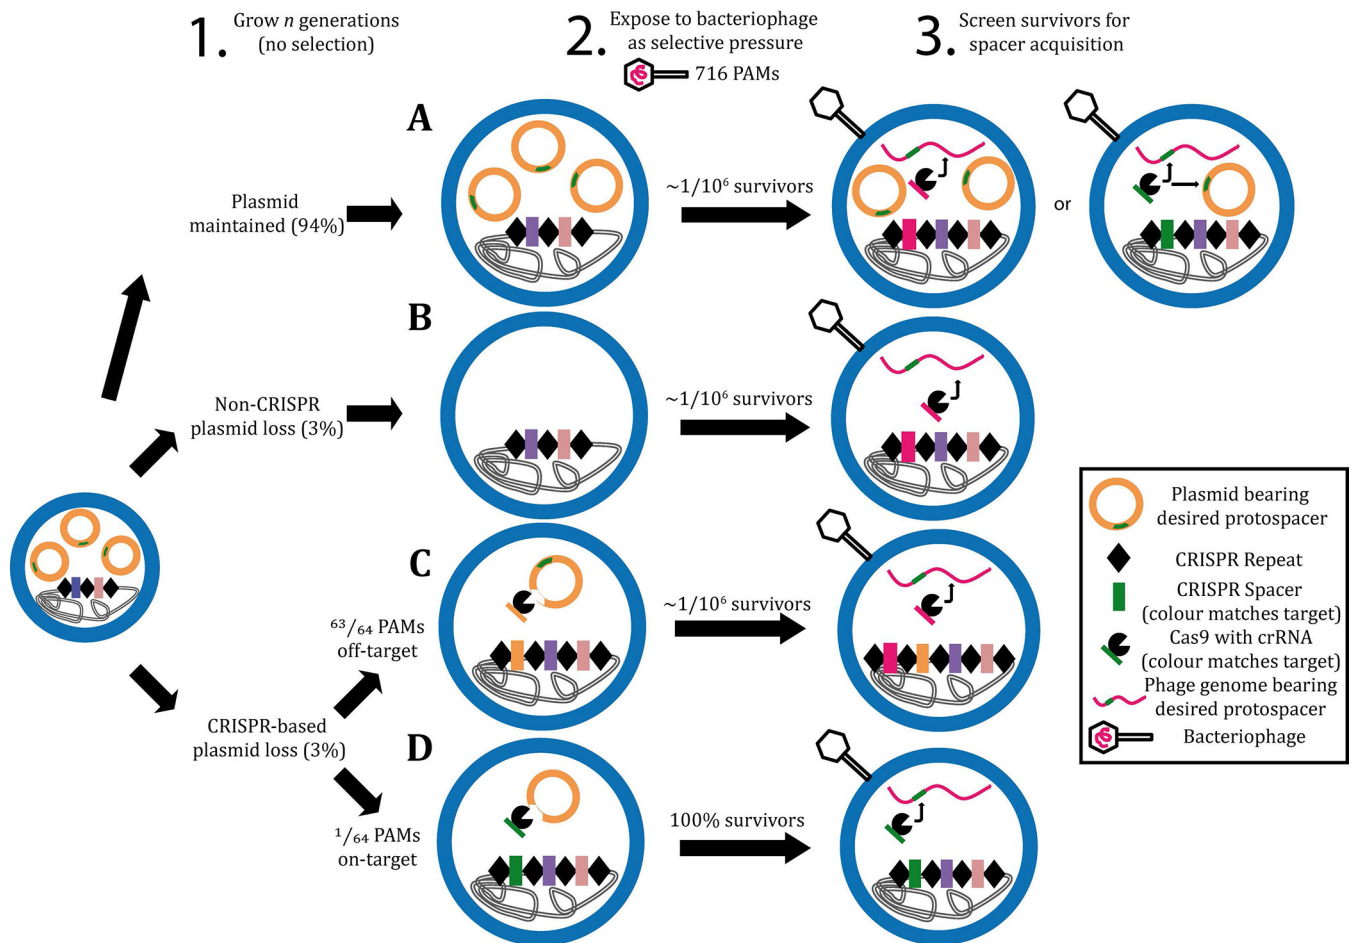 1. Grow n generations
(no selection)
2. Expose to bacteriophage
as selective pressure
716 PAMs
3. Screen survivors for
spacer acquisition
A
Plasmid
maintained (94%)
~1/10⁶ survivors
or
B
Non-CRISPR
plasmid loss (3%)
~1/10⁶ survivors
C
⁶³/₆₄ PAMs
off-target
~1/10⁶ survivors
CRISPR-based
plasmid loss (3%)
D
¹/₆₄ PAMs
on-target
100% survivors
Plasmid bearing
desired protospacer
CRISPR Repeat
CRISPR Spacer
(colour matches target)
Cas9 with crRNA
(colour matches target)
Phage genome bearing
desired protospacer
Bacteriophage